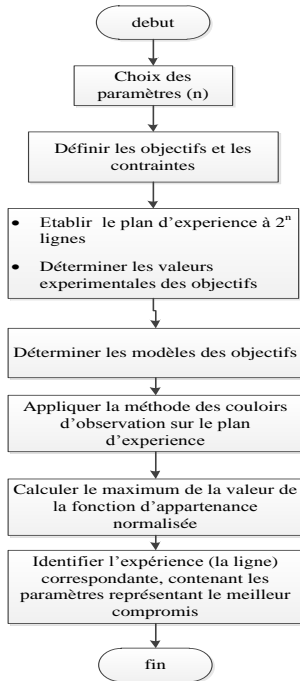 debut
Choix des
paramètres (n)
Définir les objectifs et les
contraintes
• Etablir le plan d'experience à 2ⁿ
lignes
• Déterminer les valeurs
experimentales des objectifs
Déterminer les modèles des objectifs
Appliquer la méthode des couloirs
d'observation sur le plan
d'experience
Calculer le maximum de la valeur de
la fonction d'appartenance
normalisée
Identifier l'expérience (la ligne)
correspondante, contenant les
paramètres représentant le meilleur
compromis
fin